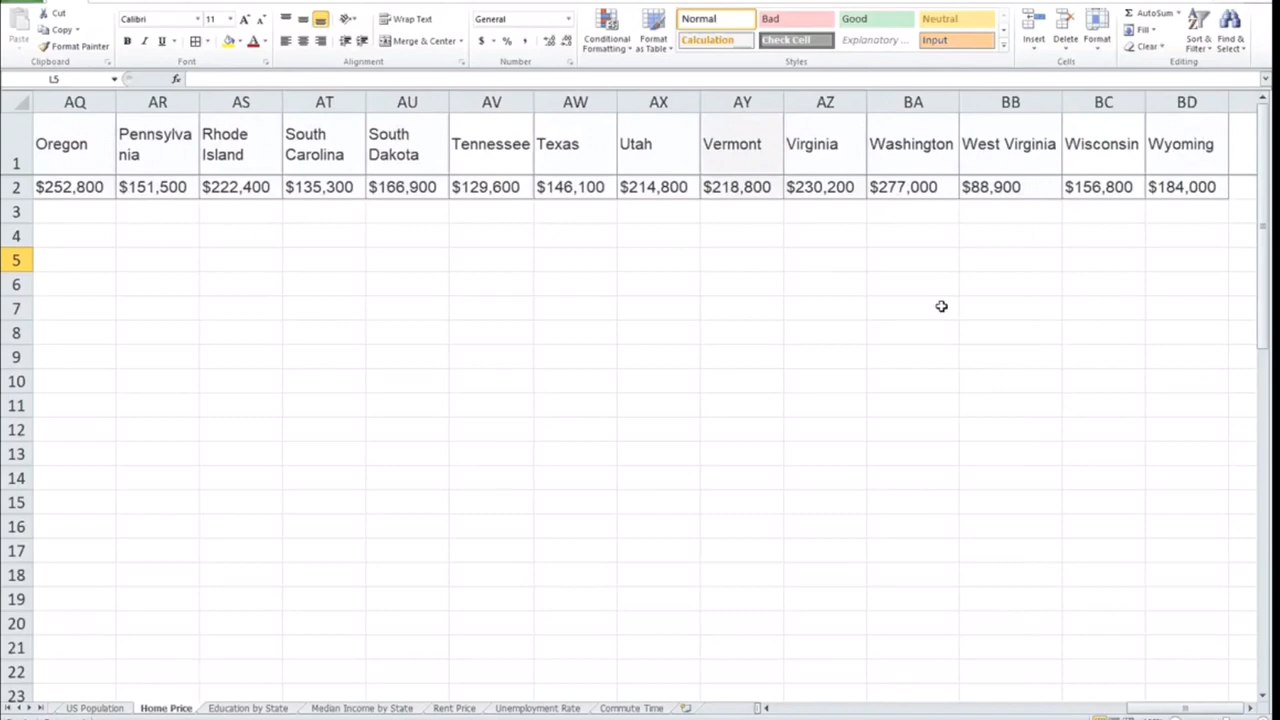 Cut
Calibri 11 A A Wrap Text General Normal Bad Good Neutral
Copy
Paste Format Painter B I U A Merge & Center $ % , Conditional Formatting Format as Table Calculation Check Cell Explanatory ... Input Insert Delete Format Σ AutoSum Fill Clear Sort & Filter Find & Select
Clipboard Font Alignment Number Styles Cells Editing
L5 fx
AQ AR AS AT AU AV AW AX AY AZ BA BB BC BD
1 Oregon Pennsylva nia Rhode Island South Carolina South Dakota Tennessee Texas Utah Vermont Virginia Washington West Virginia Wisconsin Wyoming
2 $252,800 $151,500 $222,400 $135,300 $166,900 $129,600 $146,100 $214,800 $218,800 $230,200 $277,000 $88,900 $156,800 $184,000
3
4
5
6
7
8
9
10
11
12
13
14
15
16
17
18
19
20
21
22
23
US Population Home Price Education by State Median Income by State Rent Price Unemployment Rate Commute Time